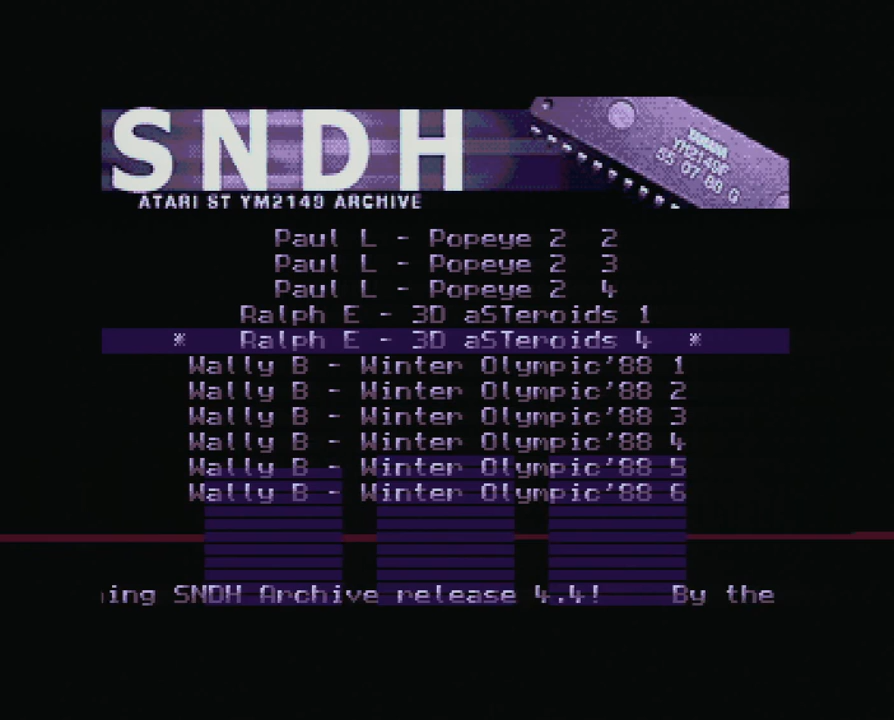 SNDH
ATARI ST YM2149 ARCHIVE
YAMAHA
YM2149F
Paul L - Popeye 2  2
Paul L - Popeye 2  3
Paul L - Popeye 2  4
Ralph E - 3D aSTeroids 1
* Ralph E - 3D aSTeroids 4 *
Wally B - Winter Olympic'88 1
Wally B - Winter Olympic'88 2
Wally B - Winter Olympic'88 3
Wally B - Winter Olympic'88 4
Wally B - Winter Olympic'88 5
Wally B - Winter Olympic'88 6
ing SNDH Archive release 4.4! By the